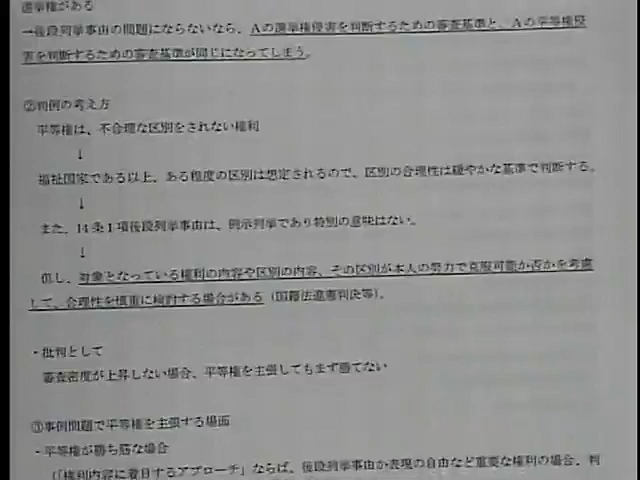 選挙権がある
→後段列挙事由の問題にならないなら、Aの選挙権侵害を判断するための審査基準と、Aの平等権侵
害を判断するための審査基準が同じになってしまう。
②判例の考え方
平等権は、不合理な区別をされない権利
↓
福祉国家である以上、ある程度の区別は想定されるので、区別の合理性は緩やかな基準で判断する。
↓
また、14条1項後段列挙事由は、例示列挙であり特別の意味はない。
↓
但し、対象となっている権利の内容や区別の内容、その区別が本人の努力で克服可能か否かを考慮
して、合理性を慎重に検討する場合がある（国籍法違憲判決等）。
・批判として
審査密度が上昇しない場合、平等権を主張してもまず勝てない
③事例問題で平等権を主張する場面
・平等権が勝ち筋な場合
「権利内容に着目するアプローチ」ならば、後段列挙事由か表現の自由など重要な権利の場合、判